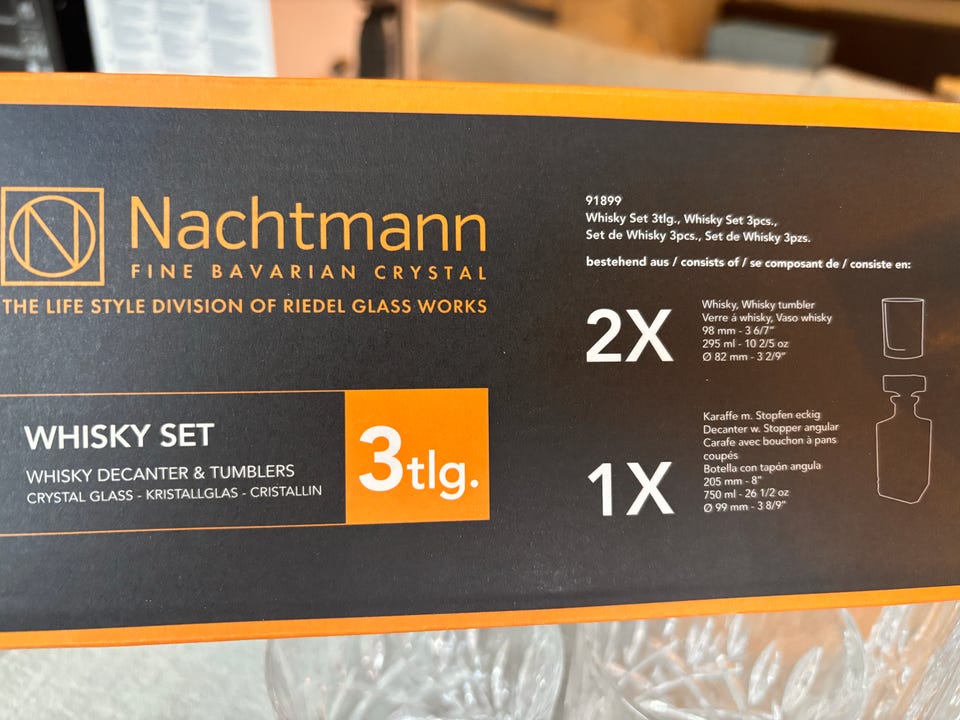 Nachtmann
FINE BAVARIAN CRYSTAL
THE LIFE STYLE DIVISION OF RIEDEL GLASS WORKS
WHISKY SET
WHISKY DECANTER & TUMBLERS
CRYSTAL GLASS - KRISTALLGLAS - CRISTALLIN
3tlg.
91899
Whisky Set 3tlg., Whisky Set 3pcs.,
Set de Whisky 3pcs., Set de Whisky 3pzs.
bestehend aus / consists of / se composant de / consiste en:
2X
Whisky, Whisky tumbler
Verre á whisky, Vaso whisky
98 mm - 3 6/7"
295 ml - 10 2/5 oz
Ø 82 mm - 3 2/9"
1X
Karaffe m. Stopfen eckig
Decanter w. Stopper angular
Carafe avec bouchon à pans
coupés
Botella con tapón angula
205 mm - 8"
750 ml - 26 1/2 oz
Ø 99 mm - 3 8/9"